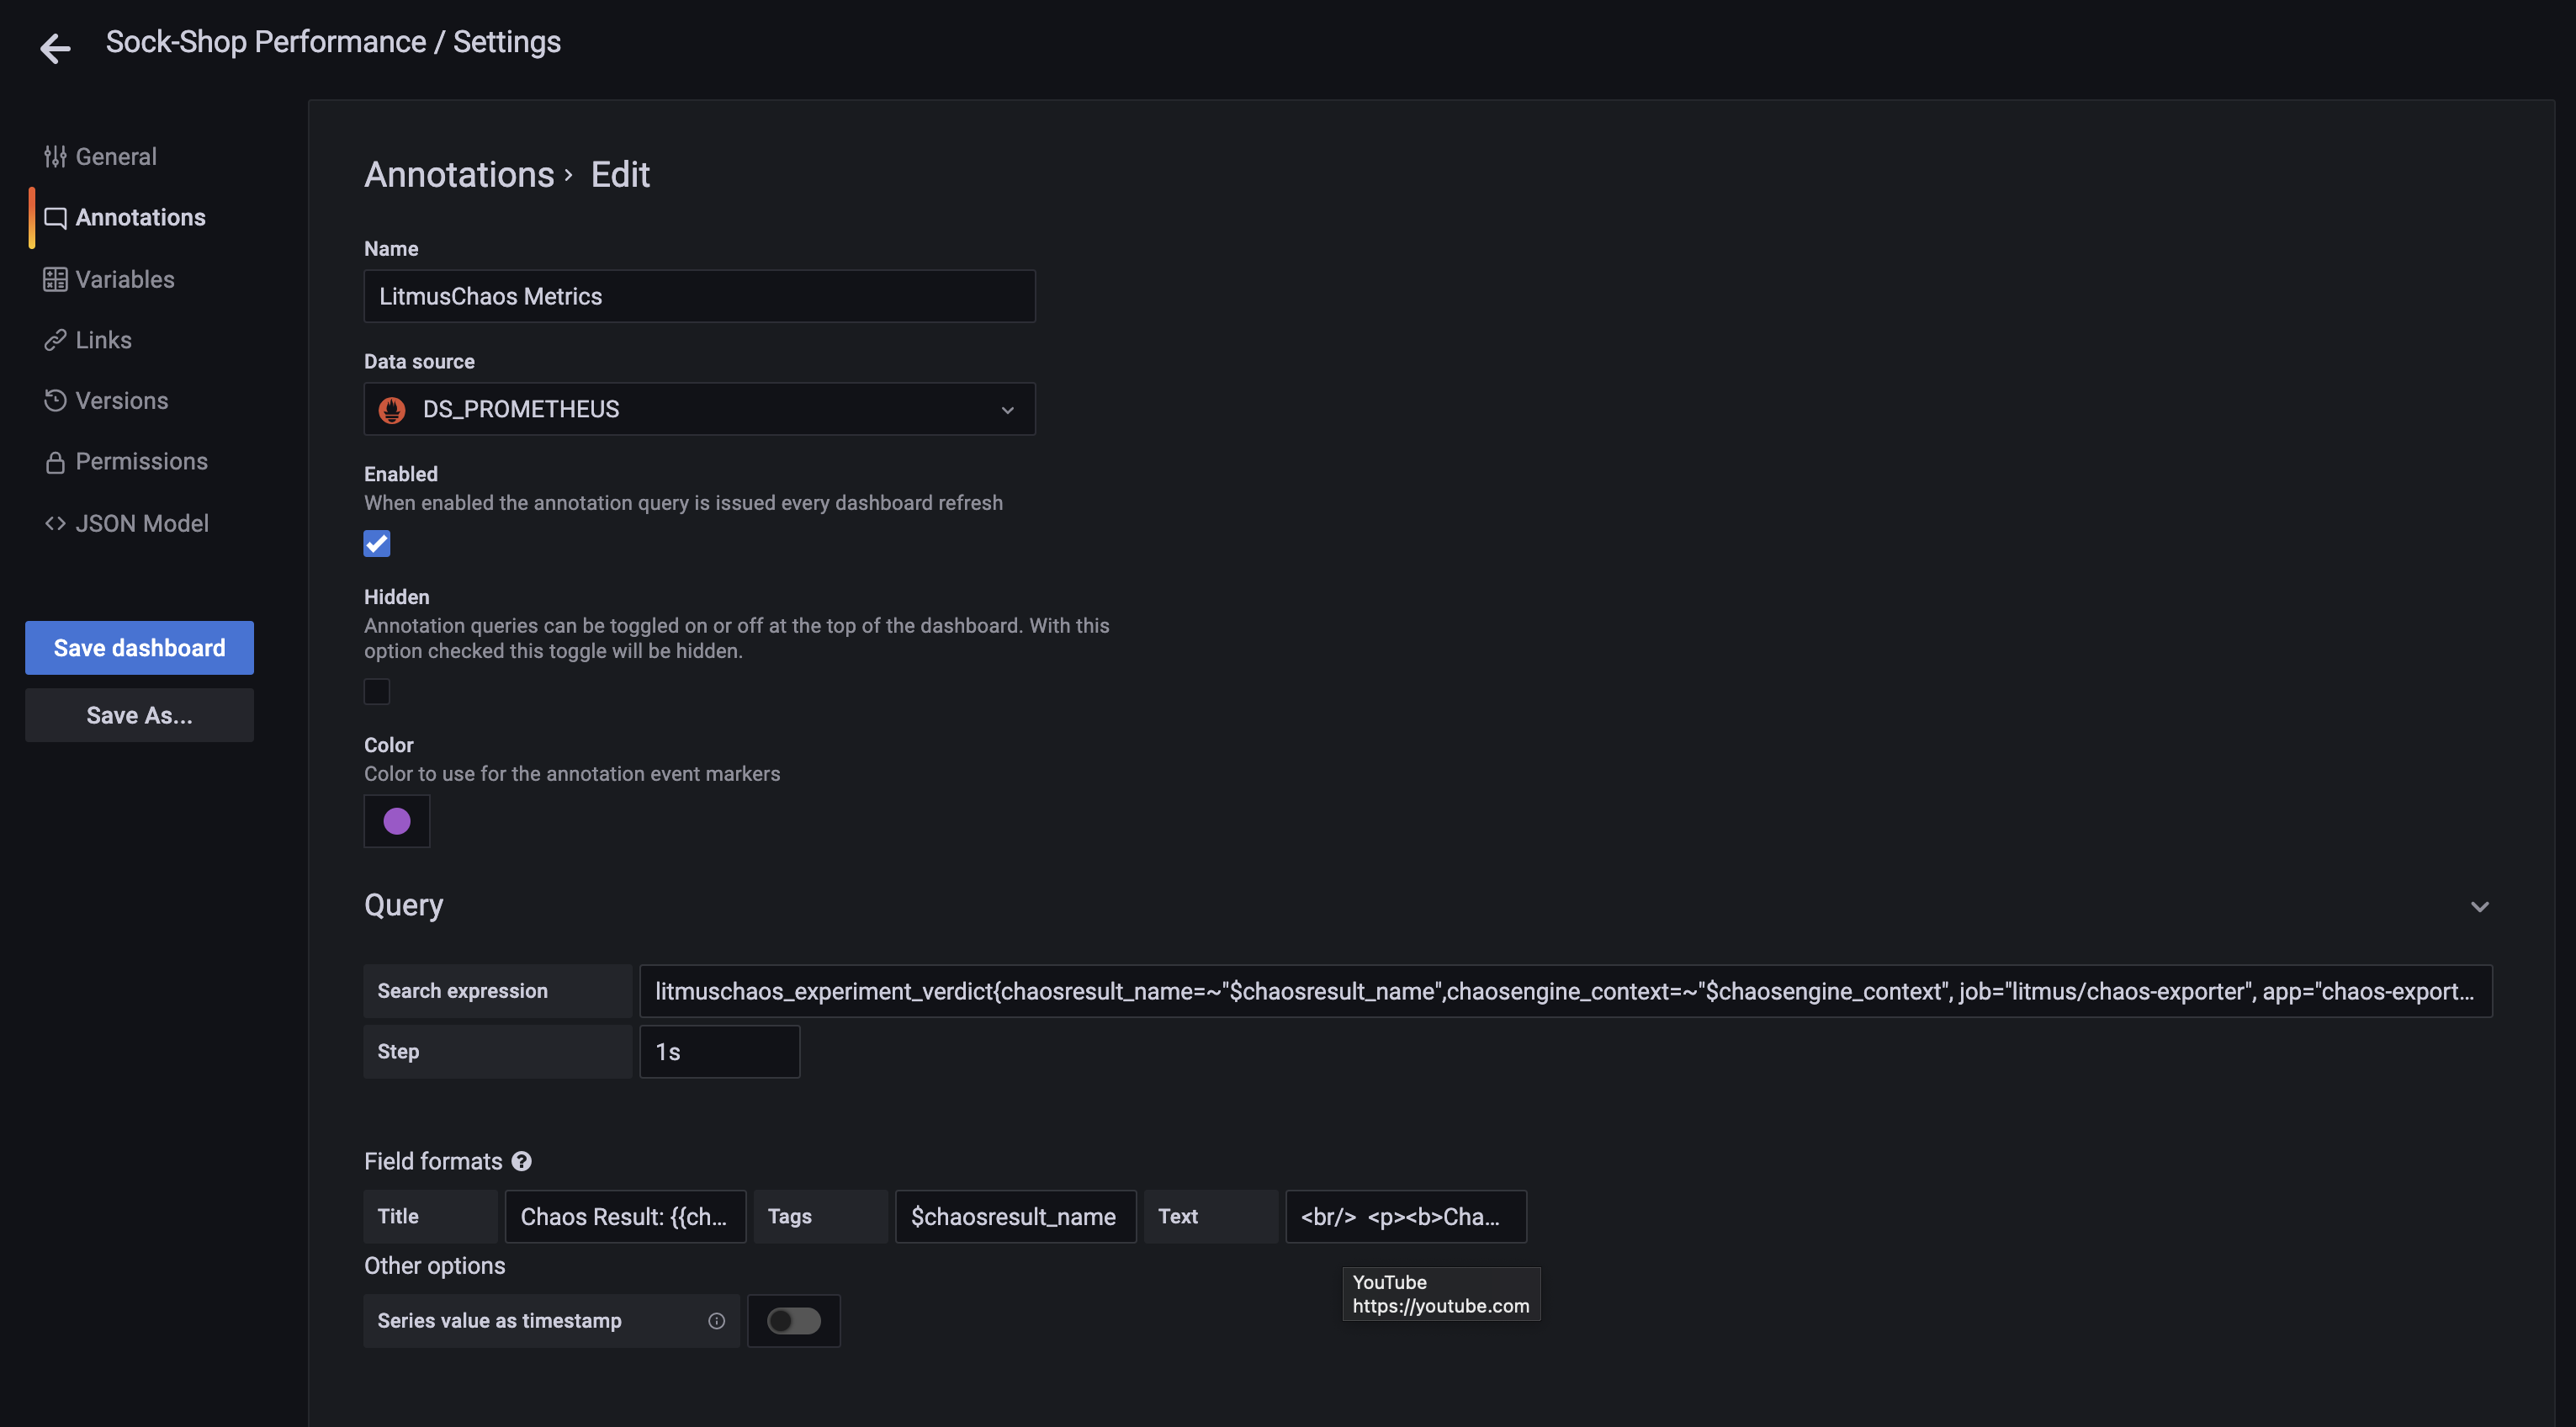 Sock-Shop Performance / Settings
General
Annotations
Variables
Links
Versions
Permissions
JSON Model
Save dashboard
Save As...
Annotations › Edit
Name
LitmusChaos Metrics
Data source
DS_PROMETHEUS
Enabled
When enabled the annotation query is issued every dashboard refresh
Hidden
Annotation queries can be toggled on or off at the top of the dashboard. With this
option checked this toggle will be hidden.
Color
Color to use for the annotation event markers
Query
Search expression
litmuschaos_experiment_verdict{chaosresult_name=~"$chaosresult_name",chaosengine_context=~"$chaosengine_context", job="litmus/chaos-exporter", app="chaos-export...
Step
1s
Field formats
Title
Chaos Result: {{ch...
Tags
$chaosresult_name
Text
<br/>  <p><b>Cha...
Other options
Series value as timestamp
YouTube
https://youtube.com